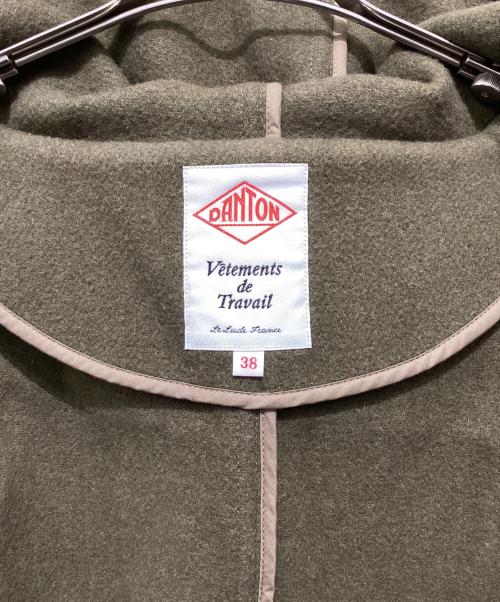 DANTON
Vêtements
de
Travail
Le Lude France
38